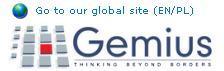 Go to our global site (EN/PL)
Gemius
THINKING BEYOND BORDERS